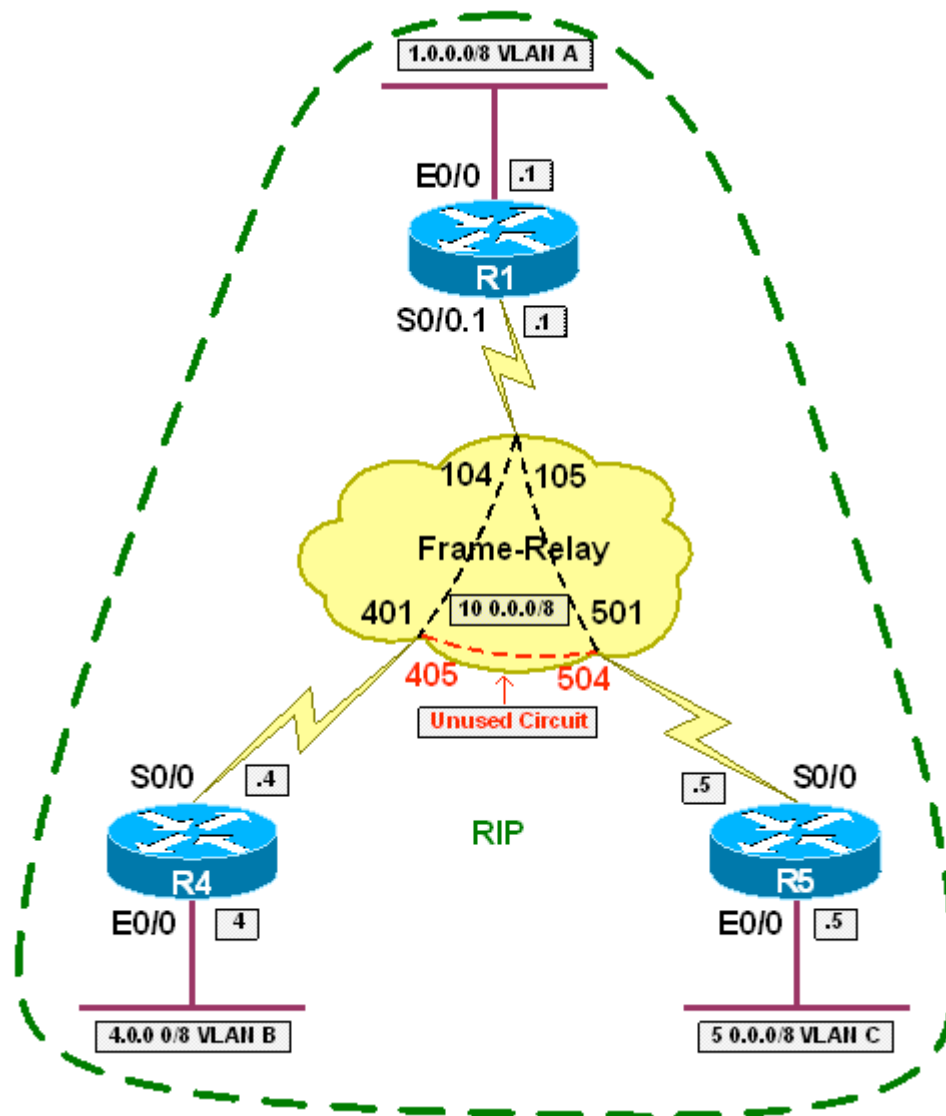 1.0.0.0/8 VLAN A
E0/0 .1
R1
S0/0.1 .1
104 105
Frame-Relay
401 10 0.0.0/8 501
405 504
Unused Circuit
S0/0 .4 .5 S0/0
RIP
R4 R5
E0/0 4 E0/0 .5
4.0.0 0/8 VLAN B 5 0.0.0/8 VLAN C